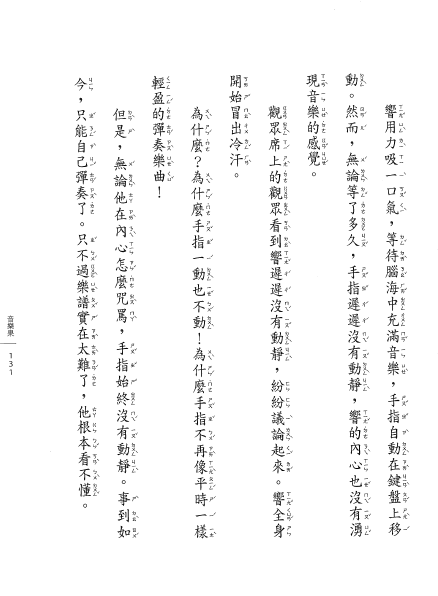 響用力吸一口氣，等待腦海中充滿音樂，手指自動在鍵盤上移
動。然而，無論等了多久，手指遲遲沒有動靜，響的內心也沒有湧
現音樂的感覺。
觀眾席上的觀眾看到響遲遲沒有動靜，紛紛議論起來。響全身
開始冒出冷汗。
為什麼？為什麼手指一動也不動！為什麼手指不再像平時一樣
輕盈的彈奏樂曲！
但是，無論他在內心怎麼咒罵，手指始終沒有動靜。事到如
今，只能自己彈奏了。只不過樂譜實在太難了，他根本看不懂。
音樂果
131